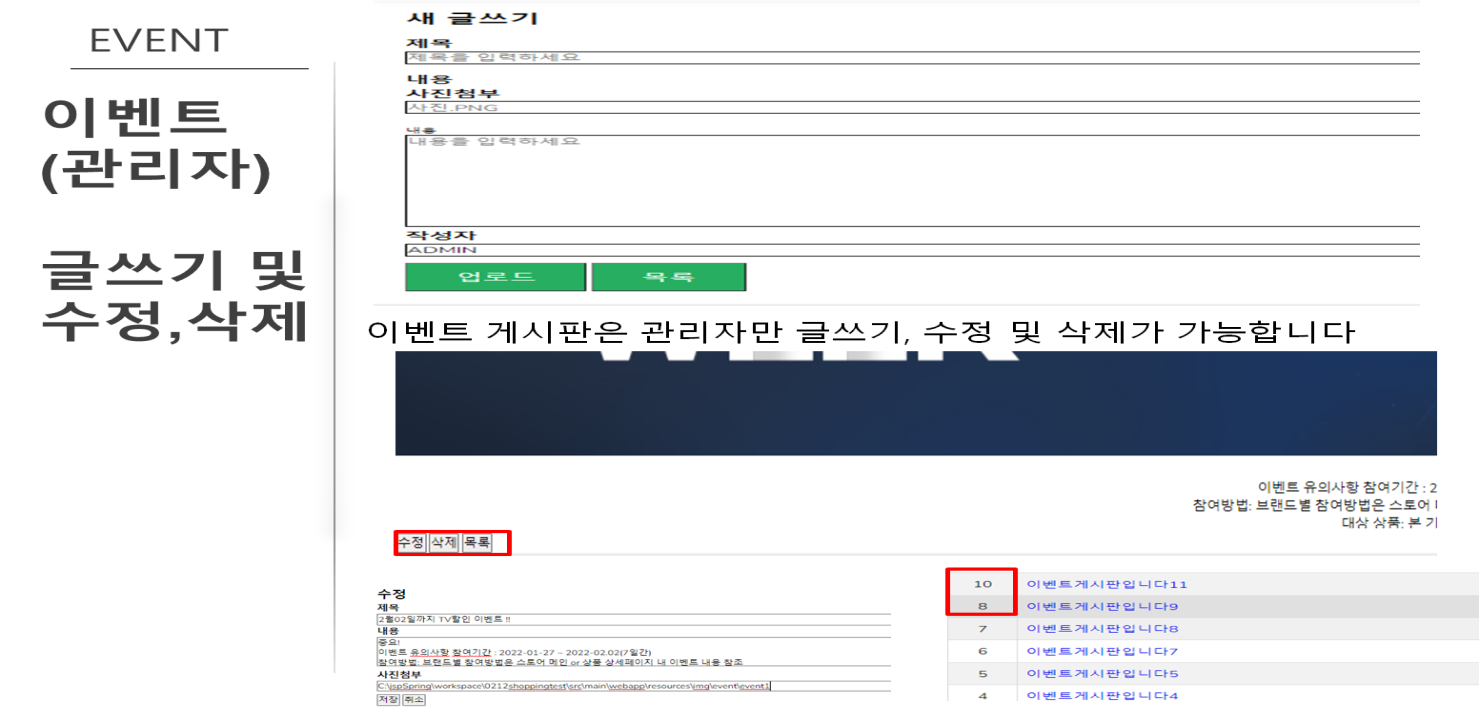 EVENT
이벤트
(관리자)
글쓰기 및
수정,삭제
새 글쓰기
제목
제목을 입력하세요
내용
사진첨부
사진.PNG
내용
내용을 입력하세요
작성자
ADMIN
업로드 목록
이벤트 게시판은 관리자만 글쓰기, 수정 및 삭제가 가능합니다
이벤트 유의사항 참여기간 : 2
참여방법: 브랜드별 참여방법은 스토어
대상 상품: 본 기
수정 삭제 목록
수정
제목
2월02일까지 TV할인 이벤트 !!
내용
중요!
이벤트 유의사항 참여기간 : 2022-01-27 ~ 2022-02.02(7일간)
참여방법: 브랜드별 참여방법은 스토어 메인 or 상품 상세페이지 내 이벤트 내용 참조
사진첨부
C:\jspSpring\workspace\0212shoppingtest\src\main\webapp\resources\img\event\event1
저장 취소
10 이벤트게시판입니다11
8 이벤트게시판입니다9
7 이벤트게시판입니다8
6 이벤트게시판입니다7
5 이벤트게시판입니다5
4 이벤트게시판입니다4